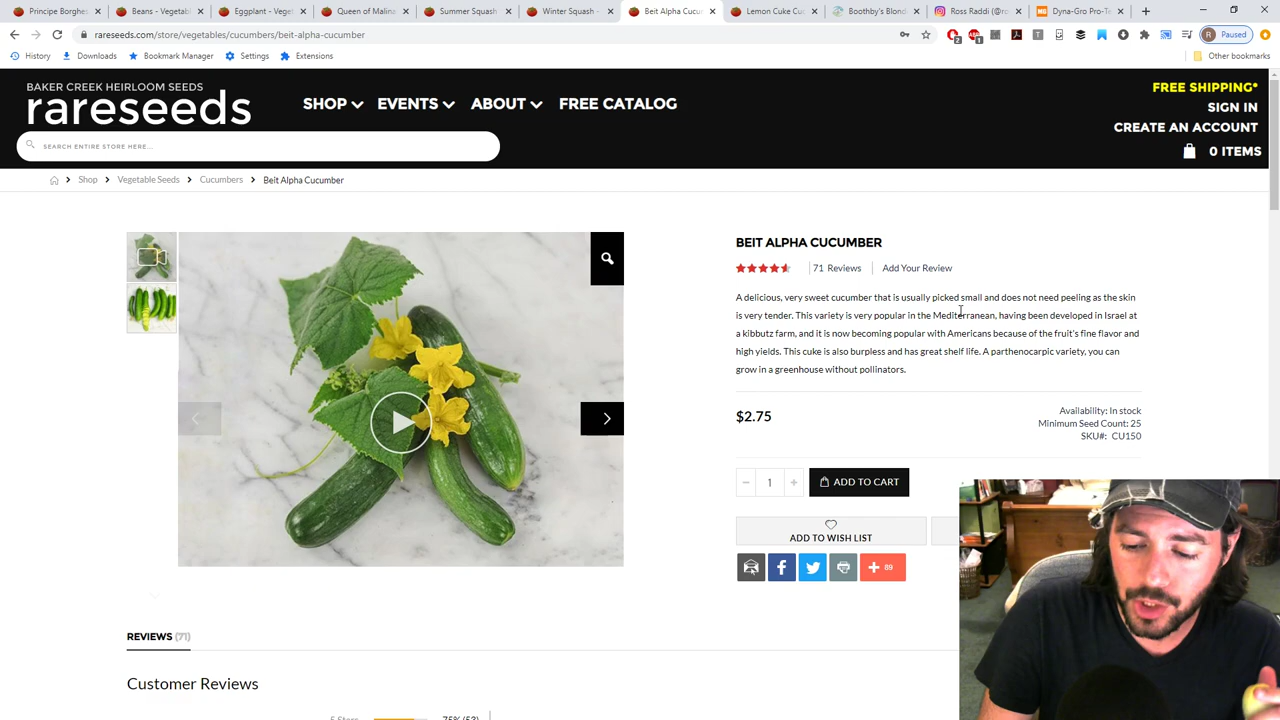 Principe Borghes
Beans - Vegetabl
Eggplant - Veget
Queen of Malina
Summer Squash
Winter Squash -
Beit Alpha Cucu
Lemon Cuke Cu
Boothby's Blond
Ross Raddi (@ro
Dyna-Gro Pro-Te
rareseeds.com/store/vegetables/cucumbers/beit-alpha-cucumber
Paused
History
Downloads
Bookmark Manager
Settings
Extensions
Other bookmarks
BAKER CREEK HEIRLOOM SEEDS
rareseeds
SHOP
EVENTS
ABOUT
FREE CATALOG
FREE SHIPPING*
SIGN IN
CREATE AN ACCOUNT
0 ITEMS
SEARCH ENTIRE STORE HERE...
Shop
Vegetable Seeds
Cucumbers
Beit Alpha Cucumber
BEIT ALPHA CUCUMBER
71 Reviews
Add Your Review
A delicious, very sweet cucumber that is usually picked small and does not need peeling as the skin
is very tender. This variety is very popular in the Mediterranean, having been developed in Israel at
a kibbutz farm, and it is now becoming popular with Americans because of the fruit's fine flavor and
high yields. This cuke is also burpless and has great shelf life. A parthenocarpic variety, you can
grow in a greenhouse without pollinators.
$2.75
Availability: In stock
Minimum Seed Count: 25
SKU#: CU150
1
ADD TO CART
ADD TO WISH LIST
89
REVIEWS (71)
Customer Reviews
5 Stars
75% (53)